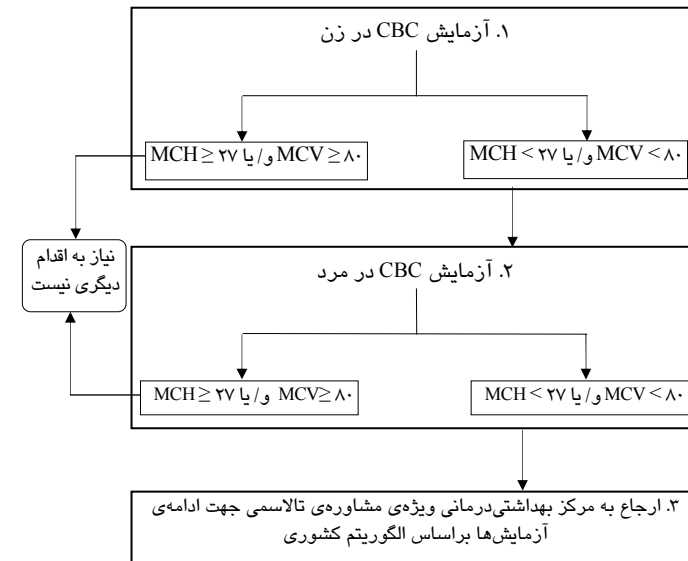 ۱. آزمایش CBC در زن
MCV < ۸۰ و/ یا MCH < ۲۷
MCV ≥ ۸۰ و/ یا MCH ≥ ۲۷
نیاز به اقدام
دیگری نیست
۲. آزمایش CBC در مرد
MCV < ۸۰ و/ یا MCH < ۲۷
MCV ≥ ۸۰ و/ یا MCH ≥ ۲۷
۳. ارجاع به مرکز بهداشتی‌درمانی ویژه‌ی مشاوره‌ی تالاسمی جهت ادامه‌ی
آزمایش‌ها براساس الگوریتم کشوری